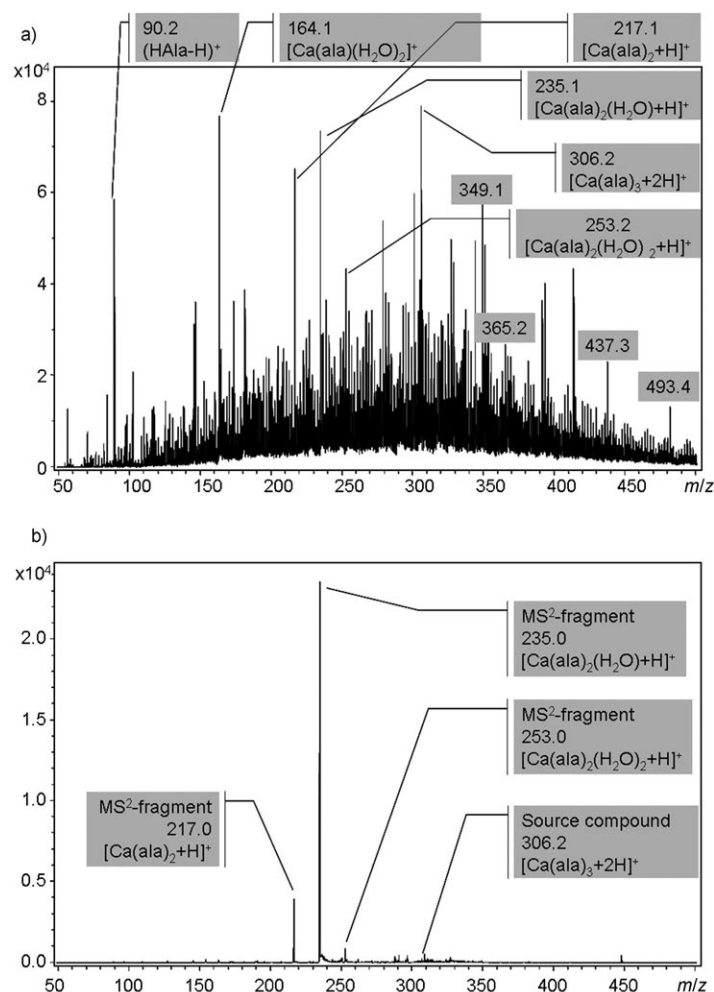 a)
90.2
(HAla-H)⁺
164.1
[Ca(ala)(H₂O)₂]⁺
217.1
[Ca(ala)₂+H]⁺
x10⁴
235.1
[Ca(ala)₂(H₂O)+H]⁺
8
306.2
[Ca(ala)₃+2H]⁺
349.1
6
253.2
[Ca(ala)₂(H₂O)₂+H]⁺
4
365.2
437.3
2
493.4
0
50 100 150 200 250 300 350 400 450 m/z
b)
x10⁴
MS²-fragment
235.0
[Ca(ala)₂(H₂O)+H]⁺
2.0
1.5
MS²-fragment
253.0
[Ca(ala)₂(H₂O)₂+H]⁺
1.0
MS²-fragment
217.0
[Ca(ala)₂+H]⁺
Source compound
306.2
[Ca(ala)₃+2H]⁺
0.5
0.0
50 100 150 200 250 300 350 400 450 m/z